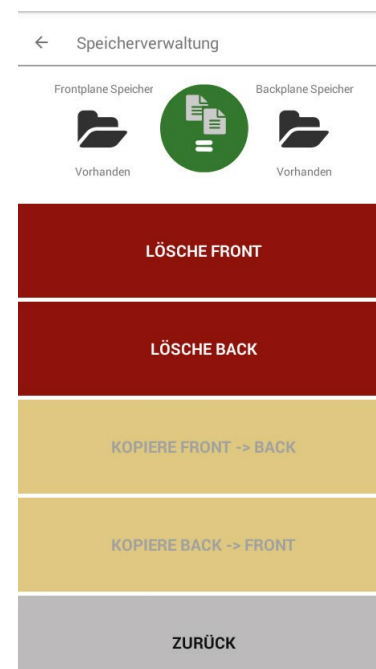 Speicherverwaltung
Frontplane Speicher
Backplane Speicher
Vorhanden
Vorhanden
LÖSCHE FRONT
LÖSCHE BACK
KOPIERE FRONT -> BACK
KOPIERE BACK -> FRONT
ZURÜCK